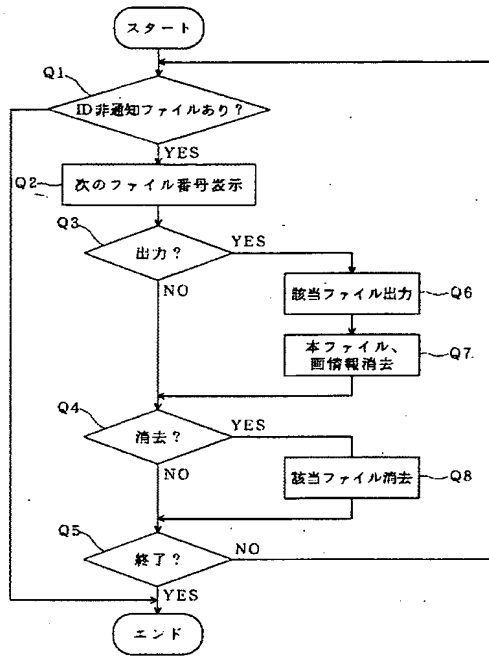 スタート
Q1
ID非通知ファイルあり?
YES
Q2
次のファイル番号表示
Q3
出力?
YES
NO
該当ファイル出力
Q6
本ファイル、
画情報消去
Q7
Q4
消去?
YES
NO
該当ファイル消去
Q8
Q5
終了?
NO
YES
エンド